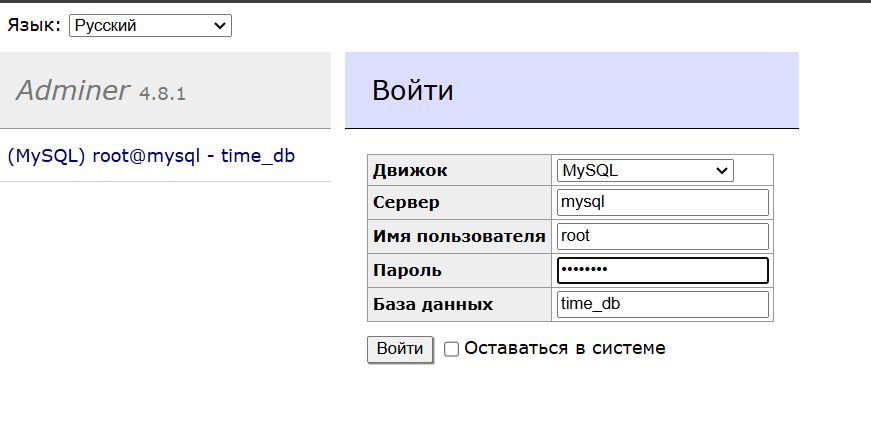 Язык: Русский
Adminer 4.8.1
(MySQL) root@mysql - time_db
Войти
Движок MySQL
Сервер mysql
Имя пользователя root
Пароль ••••••••
База данных time_db
Войти Оставаться в системе